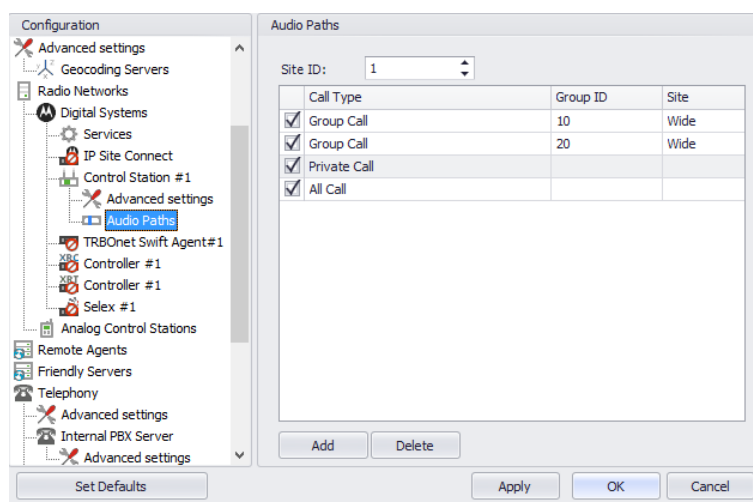 Configuration
Advanced settings
Geocoding Servers
Radio Networks
Digital Systems
Services
IP Site Connect
Control Station #1
Advanced settings
Audio Paths
TRBOnet Swift Agent#1
XRC Controller #1
XRT Controller #1
Selex #1
Analog Control Stations
Remote Agents
Friendly Servers
Telephony
Advanced settings
Internal PBX Server
Advanced settings
Set Defaults
Audio Paths
Site ID: 1
Call Type Group ID Site
Group Call 10 Wide
Group Call 20 Wide
Private Call
All Call
Add Delete
Apply OK Cancel